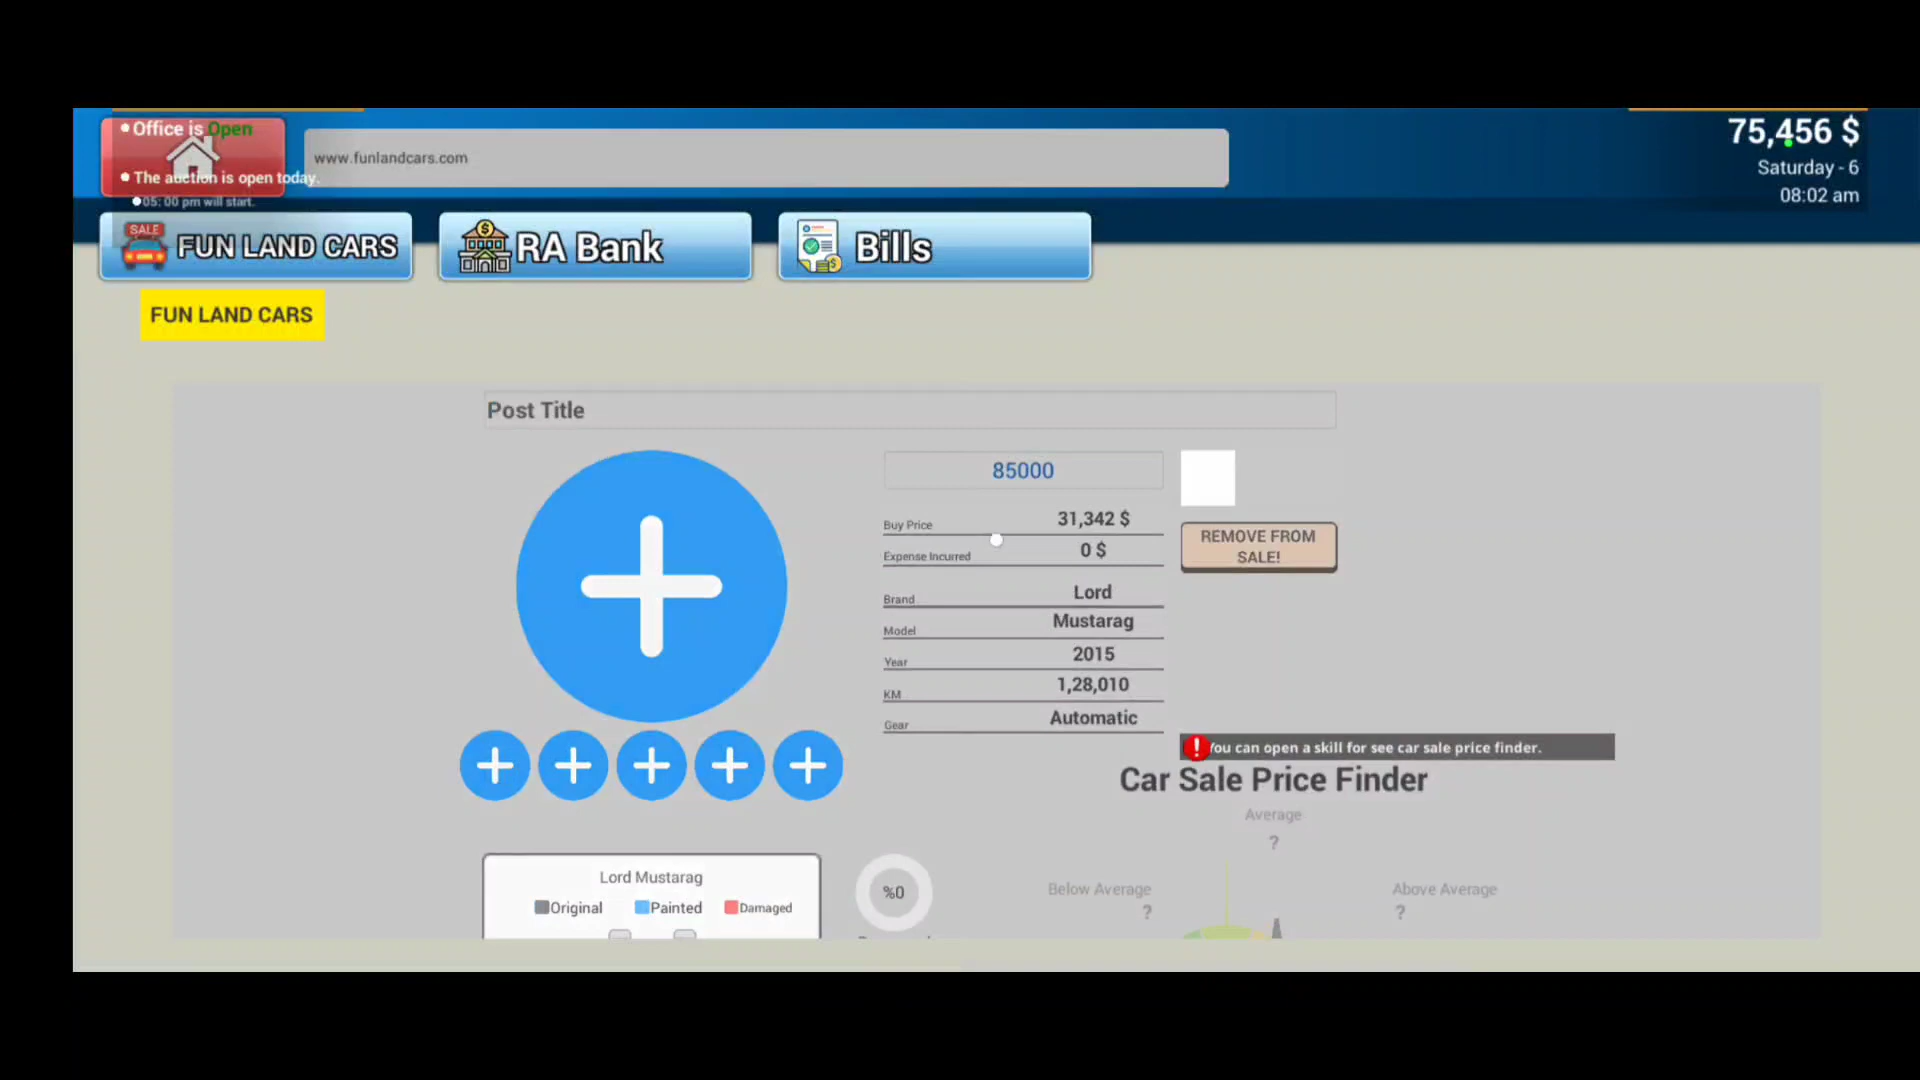 Office is Open
www.funlandcars.com
75,456 $
The auction is open today.
Saturday - 6
05: 00 pm will start.
08:02 am
SALE
FUN LAND CARS
RA Bank
Bills
FUN LAND CARS
Post Title
85000
Buy Price 31,342 $
Expense Incurred 0 $
REMOVE FROM
SALE!
Brand Lord
Model Mustarag
Year 2015
KM 1,28,010
Gear Automatic
You can open a skill for see car sale price finder.
Car Sale Price Finder
Average
?
Lord Mustarag
Original Painted Damaged
%0
Below Average
?
Above Average
?